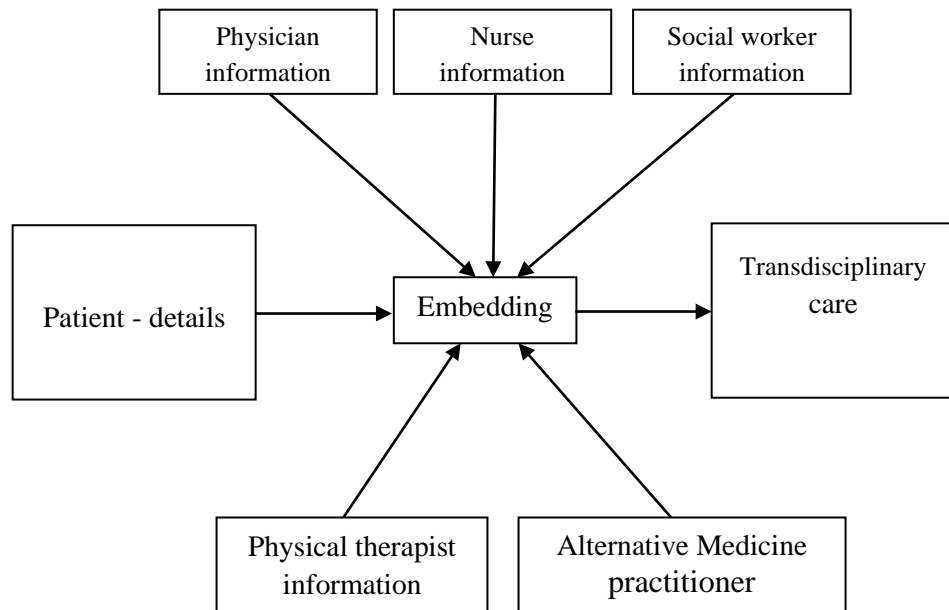 Physician
information
Nurse
information
Social worker
information
Patient - details
Embedding
Transdisciplinary
care
Physical therapist
information
Alternative Medicine
practitioner